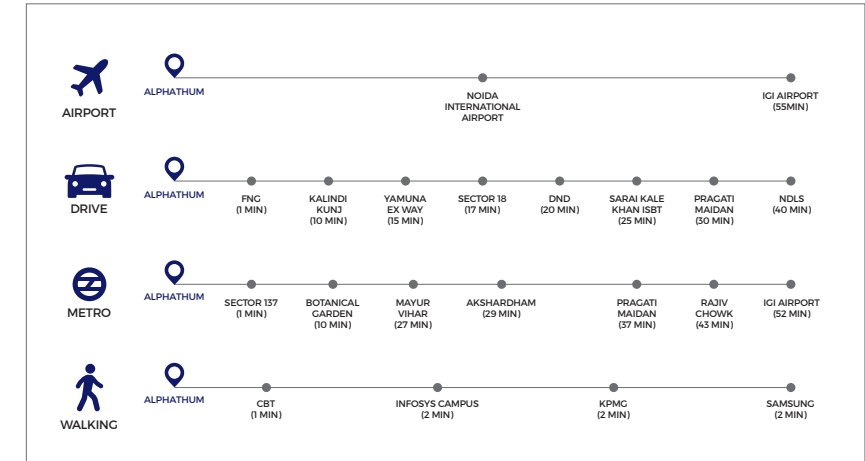 AIRPORT
ALPHATHUM
NOIDA
INTERNATIONAL
AIRPORT
IGI AIRPORT
(55MIN)
DRIVE
ALPHATHUM
FNG
(1 MIN)
KALINDI
KUNJ
(10 MIN)
YAMUNA
EX WAY
(15 MIN)
SECTOR 18
(17 MIN)
DND
(20 MIN)
SARAI KALE
KHAN ISBT
(25 MIN)
PRAGATI
MAIDAN
(30 MIN)
NDLS
(40 MIN)
METRO
ALPHATHUM
SECTOR 137
(1 MIN)
BOTANICAL
GARDEN
(10 MIN)
MAYUR
VIHAR
(27 MIN)
AKSHARDHAM
(29 MIN)
PRAGATI
MAIDAN
(37 MIN)
RAJIV
CHOWK
(43 MIN)
IGI AIRPORT
(52 MIN)
WALKING
ALPHATHUM
CBT
(1 MIN)
INFOSYS CAMPUS
(2 MIN)
KPMG
(2 MIN)
SAMSUNG
(2 MIN)